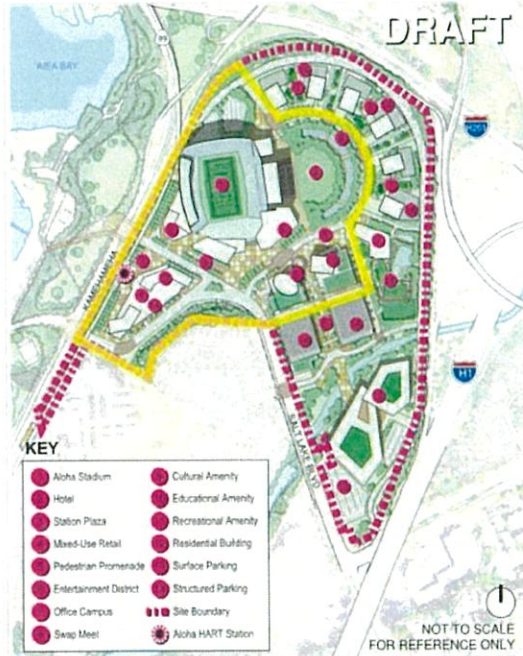 DRAFT
AIEA BAY
99
H201
KAMEHAMEHA
H1
SALT LAKE BLVD
KEY
Aloha Stadium
Hotel
Station Plaza
Mixed-Use Retail
Pedestrian Promenade
Entertainment District
Office Campus
Swap Meet
Cultural Amenity
Educational Amenity
Recreational Amenity
Residential Building
Surface Parking
Structured Parking
Site Boundary
Aloha HART Station
NOT TO SCALE
FOR REFERENCE ONLY